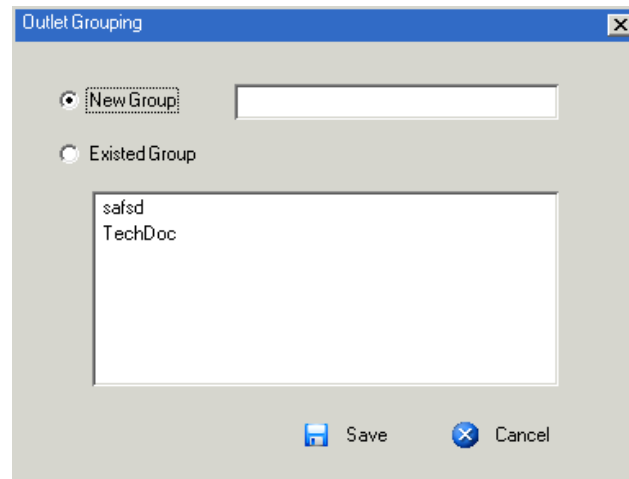 Outlet Grouping
New Group
Existed Group
safsd
TechDoc
Save Cancel